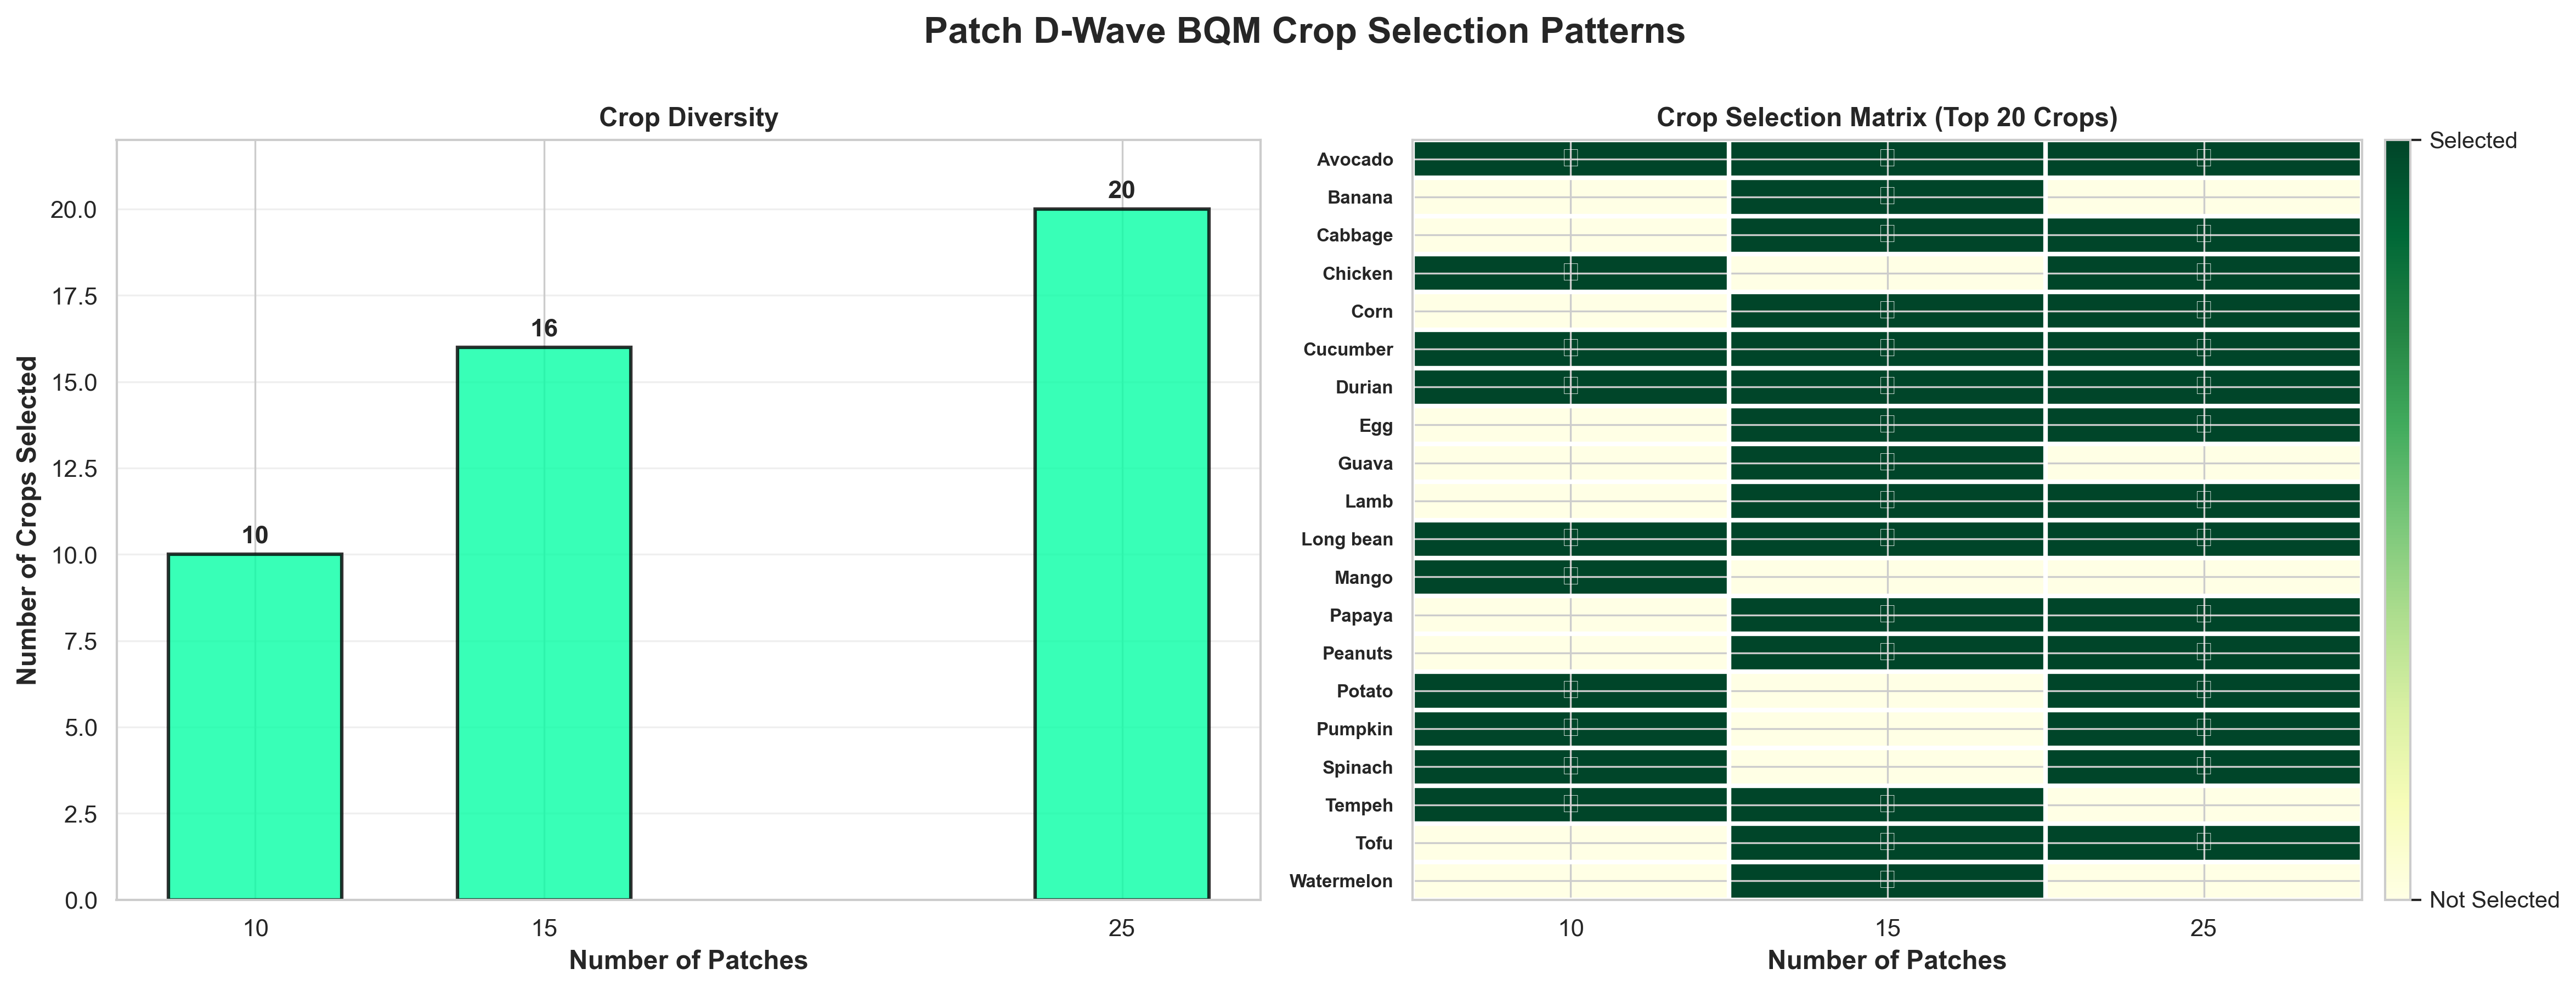 Patch D-Wave BQM Crop Selection Patterns
Crop Diversity
Number of Crops Selected
20.0
17.5
15.0
12.5
10.0
7.5
5.0
2.5
0.0
10
16
20
10
15
25
Number of Patches
Crop Selection Matrix (Top 20 Crops)
Avocado
Banana
Cabbage
Chicken
Corn
Cucumber
Durian
Egg
Guava
Lamb
Long bean
Mango
Papaya
Peanuts
Potato
Pumpkin
Spinach
Tempeh
Tofu
Watermelon
10
15
25
Number of Patches
Selected
Not Selected